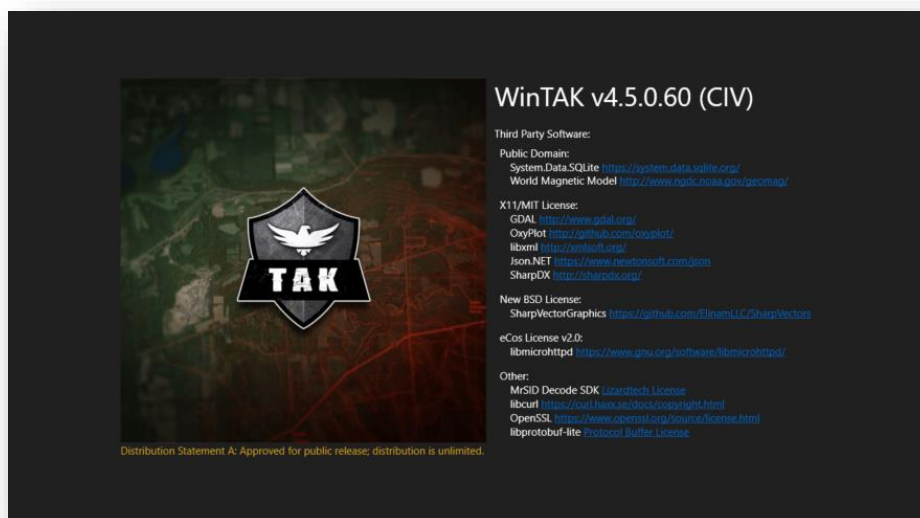 TAK
Distribution Statement A: Approved for public release; distribution is unlimited.
WinTAK v4.5.0.60 (CIV)
Third Party Software:
Public Domain:
System.Data.SQLite https://system.data.sqlite.org/
World Magnetic Model http://www.ngdc.noaa.gov/geomag/
X11/MIT License:
GDAL http://www.gdal.org/
OxyPlot http://github.com/oxyplot/
libxml http://xmlsoft.org/
Json.NET https://www.newtonsoft.com/json
SharpDX http://sharpdx.org/
New BSD License:
SharpVectorGraphics https://github.com/ElinamLLC/SharpVectors
eCos License v2.0:
libmicrohttpd https://www.gnu.org/software/libmicrohttpd/
Other:
MrSID Decode SDK Lizardtech License
libcurl https://curl.haxx.se/docs/copyright.html
OpenSSL https://www.openssl.org/source/license.html
libprotobuf-lite Protocol Buffer License